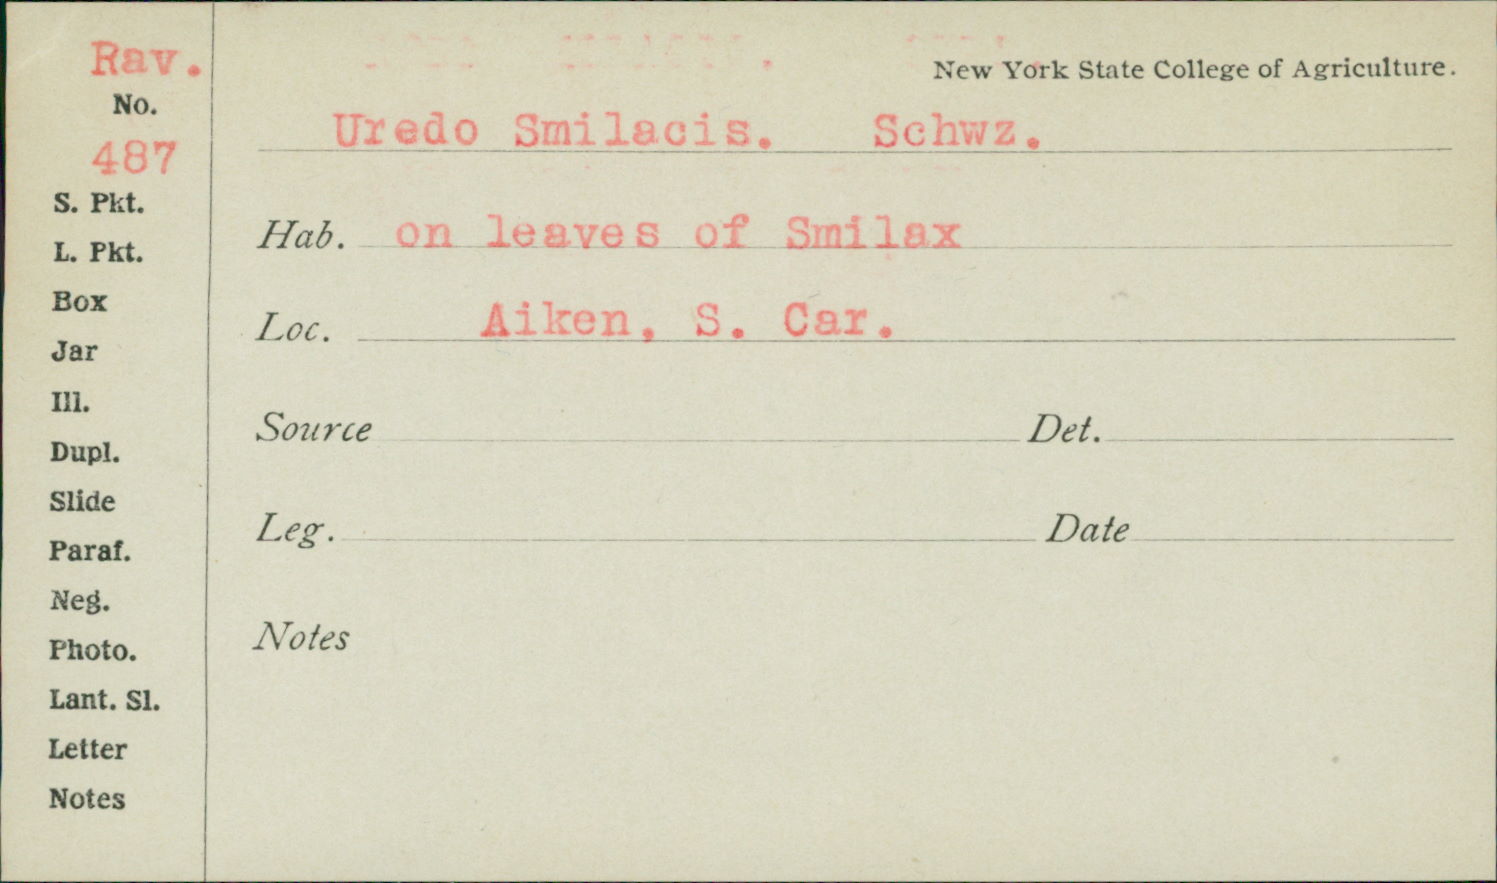 Rav.
No.
487
S. Pkt.
L. Pkt.
Box
Jar
Ill.
Dupl.
Slide
Paraf.
Neg.
Photo.
Lant. Sl.
Letter
Notes
New York State College of Agriculture.
Uredo Smilacis. Schwz.
Hab. on leaves of Smilax
Loc. Aiken, S. Car.
Source Det.
Leg. Date
Notes